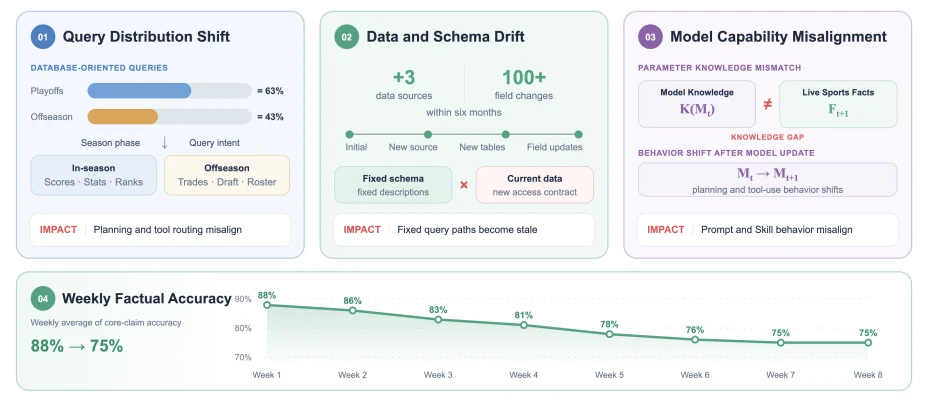 01 Query Distribution Shift
DATABASE-ORIENTED QUERIES
Playoffs = 63%
Offseason = 43%
Season phase ↓ Query intent
In-season
Scores · Stats · Ranks
Offseason
Trades · Draft · Roster
IMPACT Planning and tool routing misalign
02 Data and Schema Drift
+3
data sources
100+
field changes
within six months
Initial New source New tables Field updates
Fixed schema
fixed descriptions
×
Current data
new access contract
IMPACT Fixed query paths become stale
03 Model Capability Misalignment
PARAMETER KNOWLEDGE MISMATCH
Model Knowledge
K(Mₜ)
≠
Live Sports Facts
Fₜ₊₁
KNOWLEDGE GAP
BEHAVIOR SHIFT AFTER MODEL UPDATE
Mₜ → Mₜ₊₁
planning and tool-use behavior shifts
IMPACT Prompt and Skill behavior misalign
04 Weekly Factual Accuracy
Weekly average of core-claim accuracy
88% → 75%
90%
80%
70%
88% 86% 83% 81% 78% 76% 75% 75%
Week 1 Week 2 Week 3 Week 4 Week 5 Week 6 Week 7 Week 8